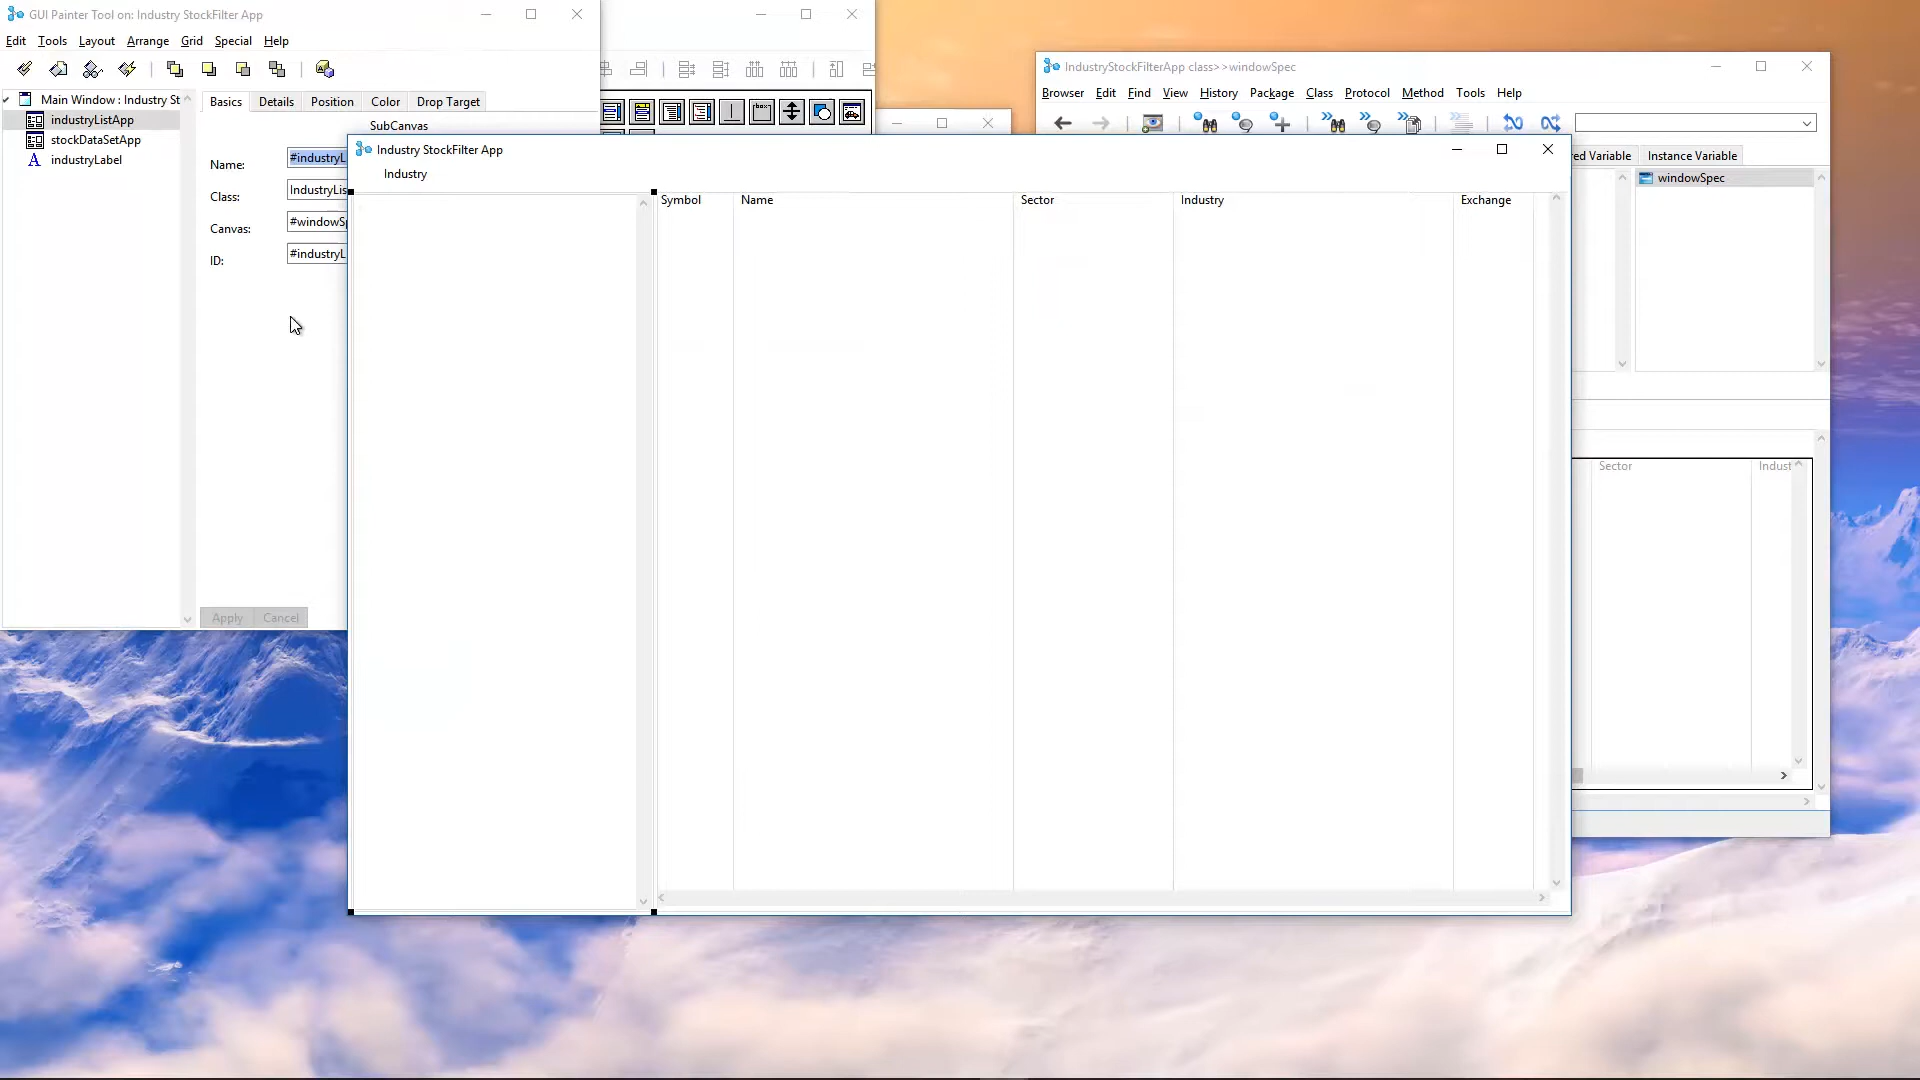 GUI Painter Tool on: Industry StockFilter App
Edit Tools Layout Arrange Grid Special Help
Main Window : Industry St
industryListApp
stockDataSetApp
industryLabel
Basics Details Position Color Drop Target
SubCanvas
Name: #industryL
Class: IndustryLis
Canvas: #windowSp
ID: #industryL
Apply Cancel
Industry StockFilter App
Industry
Symbol Name Sector Industry Exchange
IndustryStockFilterApp class>>windowSpec
Browser Edit Find View History Package Class Protocol Method Tools Help
red Variable Instance Variable
windowSpec
Sector Indust